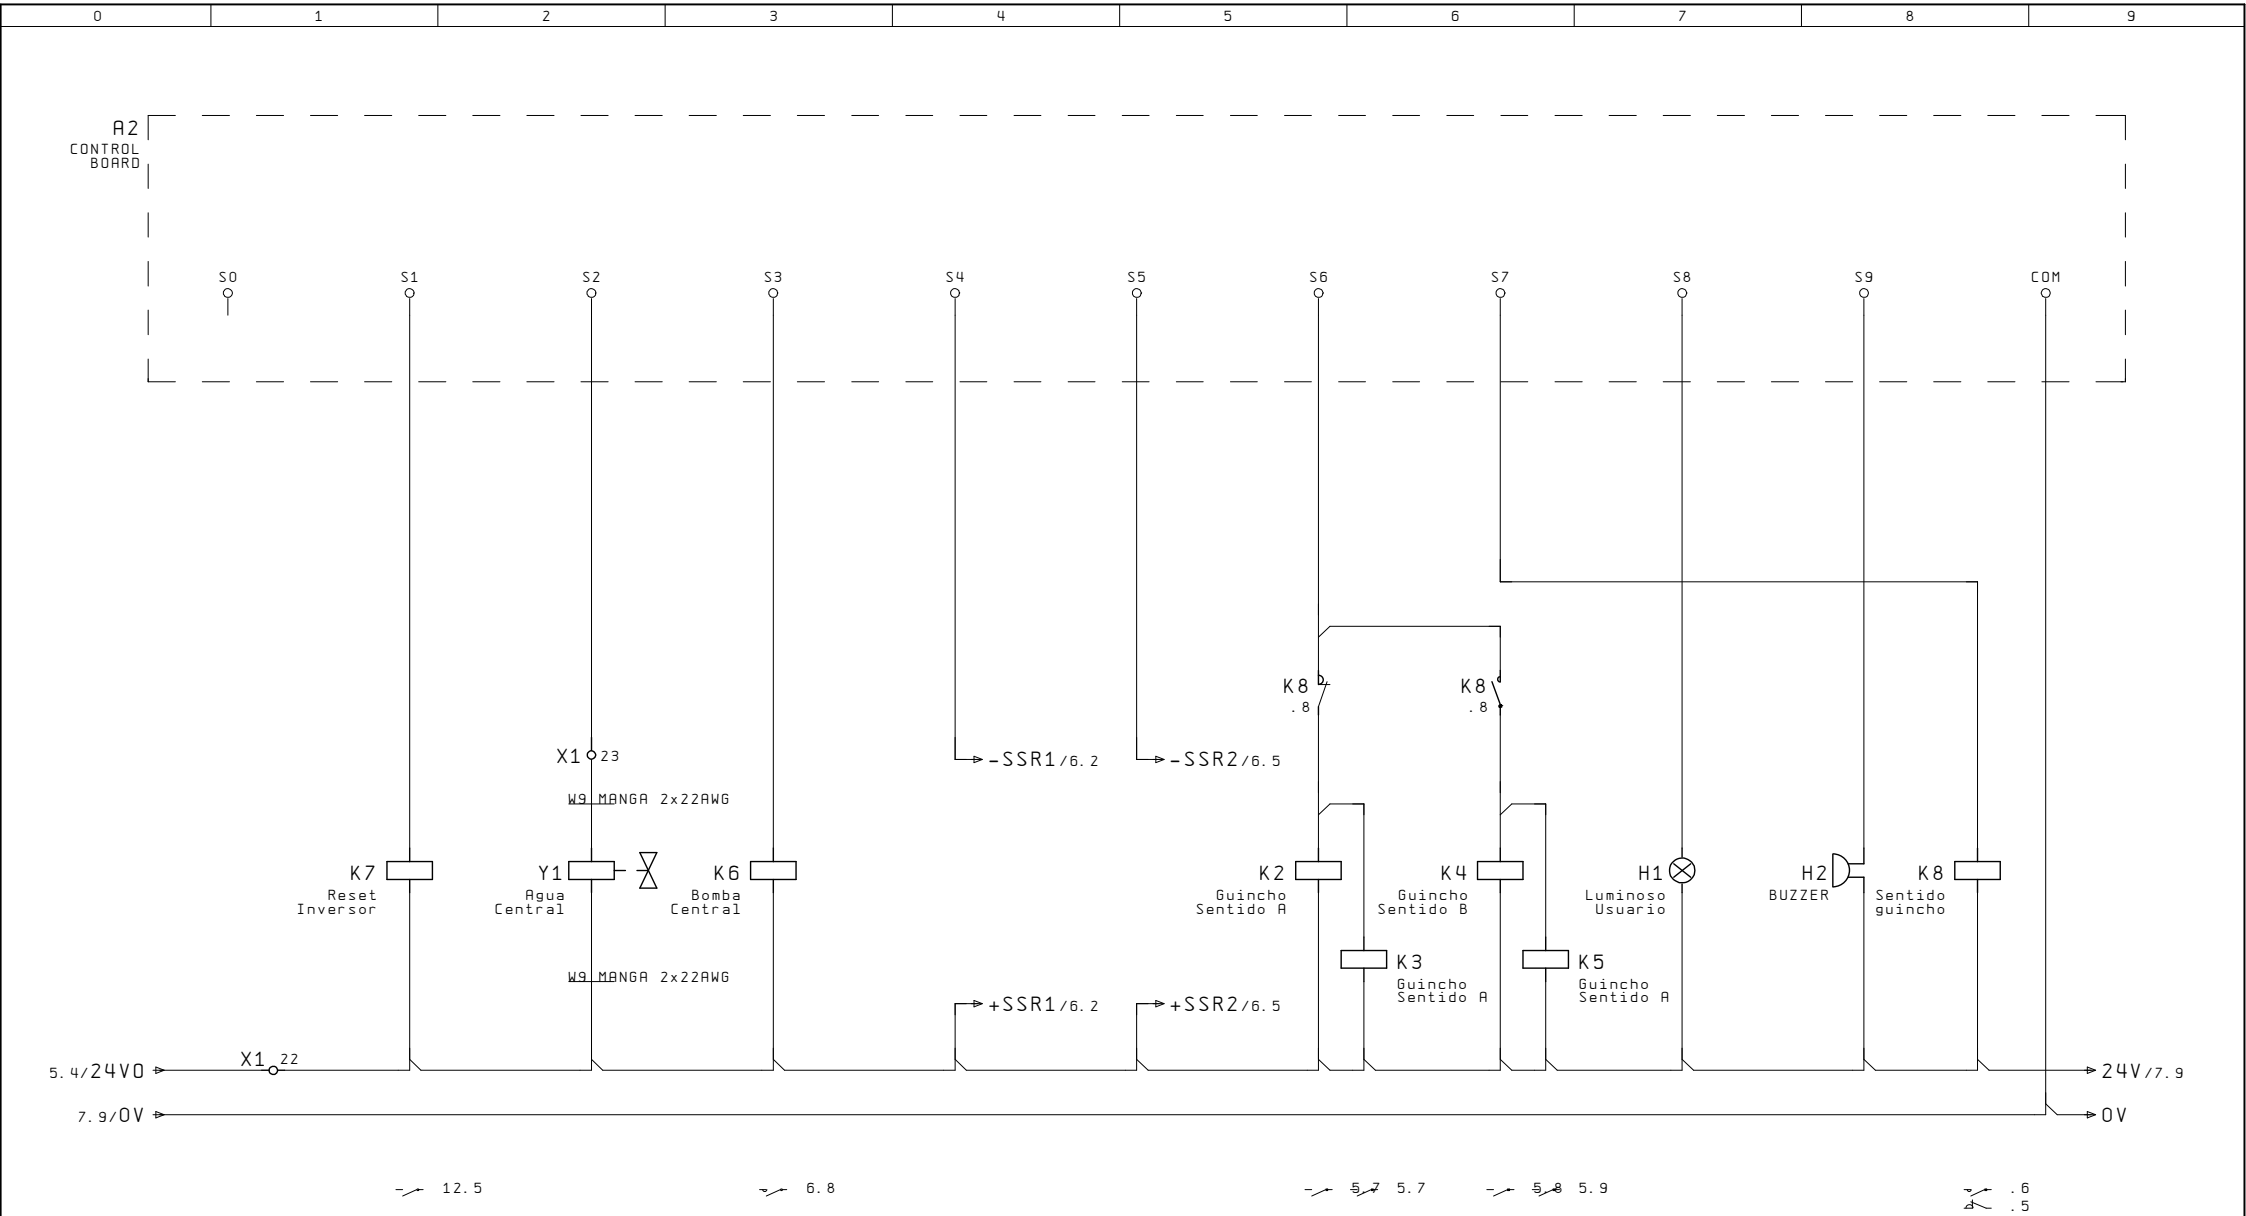 0 1 2 3 4 5 6 7 8 9
A2
CONTROL
BOARD
S0 S1 S2 S3 S4 S5 S6 S7 S8 S9 COM
K8
.8
K8
.8
X1 23
-SSR1/6.2
-SSR2/6.5
W9 MANGA 2x22AWG
K7
Reset
Inversor
Y1
Agua
Central
K6
Bomba
Central
K2
Guincho
Sentido A
K4
Guincho
Sentido B
H1
Luminoso
Usuario
H2
BUZZER
K8
Sentido
guincho
K3
Guincho
Sentido A
K5
Guincho
Sentido A
W9 MANGA 2x22AWG
+SSR1/6.2
+SSR2/6.5
X1 22
5.4/24V0
24V/7.9
7.9/0V
0V
12.5
6.8
5.7 5.7
5.8 5.9
.6
.5